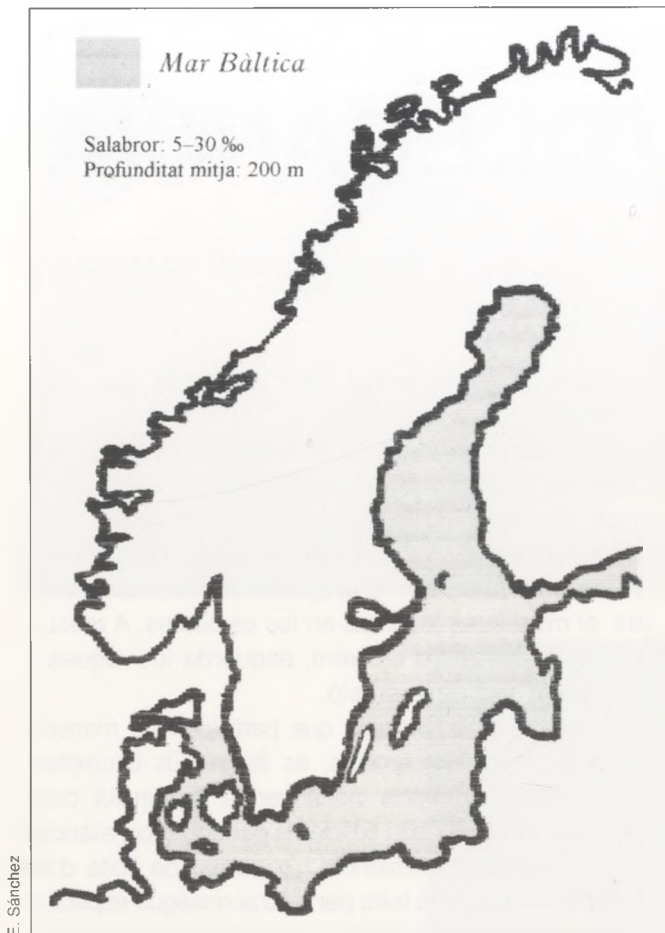 Mar Bàltica
Salabror: 5–30 ‰
Profunditat mitja: 200 m
E. Sánchez